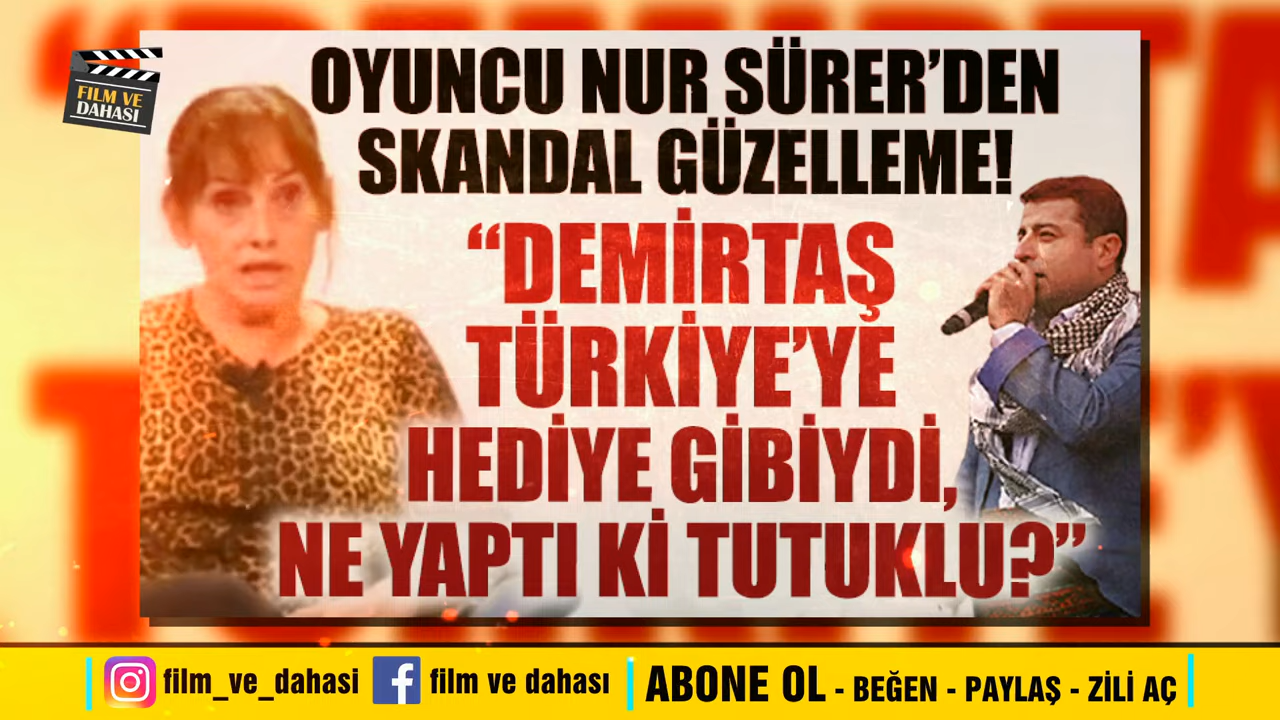 FILM VE
DAHASI
OYUNCU NUR SÜRER’DEN
SKANDAL GÜZELLEME!
“DEMİRTAŞ
TÜRKİYE’YE
HEDİYE GİBİYDİ,
NE YAPTI Kİ TUTUKLU?”
film_ve_dahasi film ve dahası ABONE OL - BEĞEN - PAYLAŞ - ZİLİ AÇ